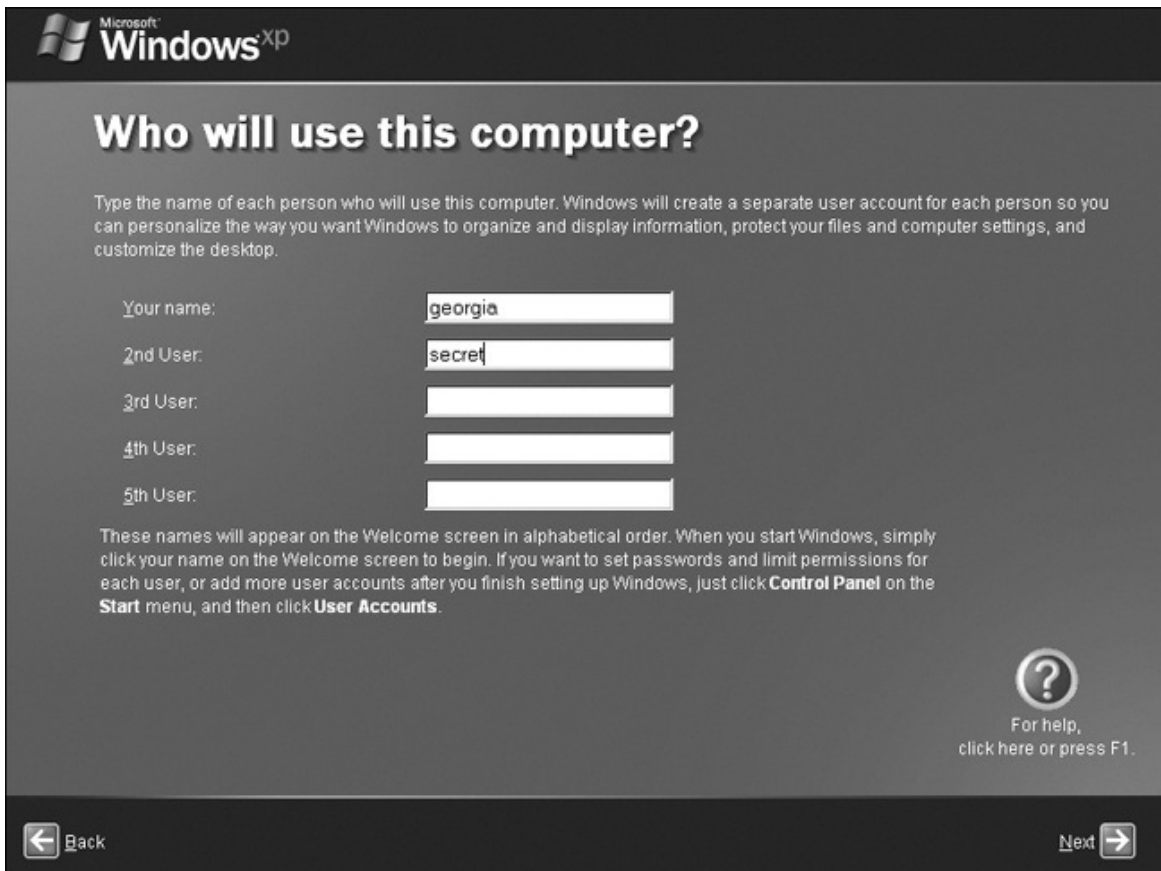 Microsoft
Windows xp
Who will use this computer?
Type the name of each person who will use this computer. Windows will create a separate user account for each person so you
can personalize the way you want Windows to organize and display information, protect your files and computer settings, and
customize the desktop.
Your name: georgia
2nd User: secret
3rd User:
4th User:
5th User:
These names will appear on the Welcome screen in alphabetical order. When you start Windows, simply
click your name on the Welcome screen to begin. If you want to set passwords and limit permissions for
each user, or add more user accounts after you finish setting up Windows, just click Control Panel on the
Start menu, and then click User Accounts.
?
For help,
click here or press F1.
Back
Next